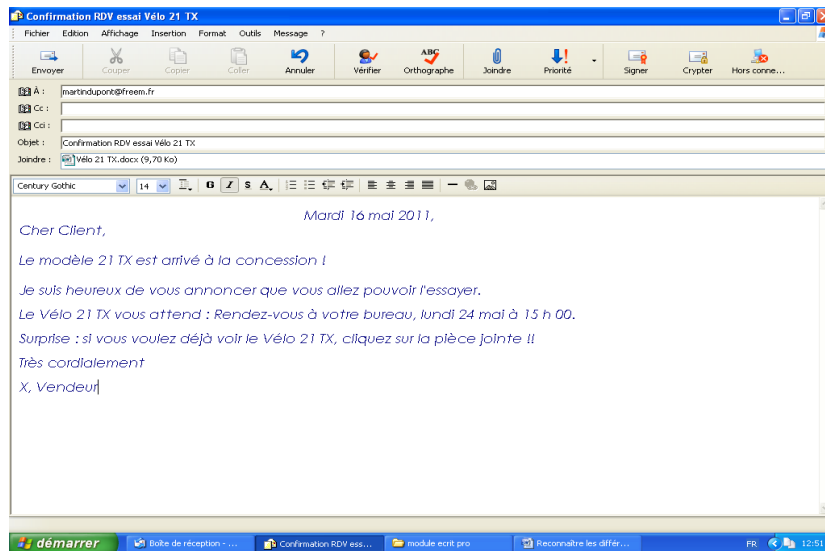 Confirmation RDV essai Vélo 21 TX
Fichier Edition Affichage Insertion Format Outils Message ?
Envoyer Couper Copier Coller Annuler Vérifier Orthographe Joindre Priorité Signer Crypter Hors conne...
À : martindupont@freem.fr
Cc :
Cci :
Objet : Confirmation RDV essai Vélo 21 TX
Joindre : Vélo 21 TX.docx (9,70 Ko)
Century Gothic 14 G I S A
Mardi 16 mai 2011,
Cher Client,
Le modèle 21 TX est arrivé à la concession !
Je suis heureux de vous annoncer que vous allez pouvoir l'essayer.
Le Vélo 21 TX vous attend : Rendez-vous à votre bureau, lundi 24 mai à 15 h 00.
Surprise : si vous voulez déjà voir le Vélo 21 TX, cliquez sur la pièce jointe !!
Très cordialement
X, Vendeur
démarrer Boîte de réception - ... Confirmation RDV ess... module ecrit pro Reconnaître les différ... FR 12:51